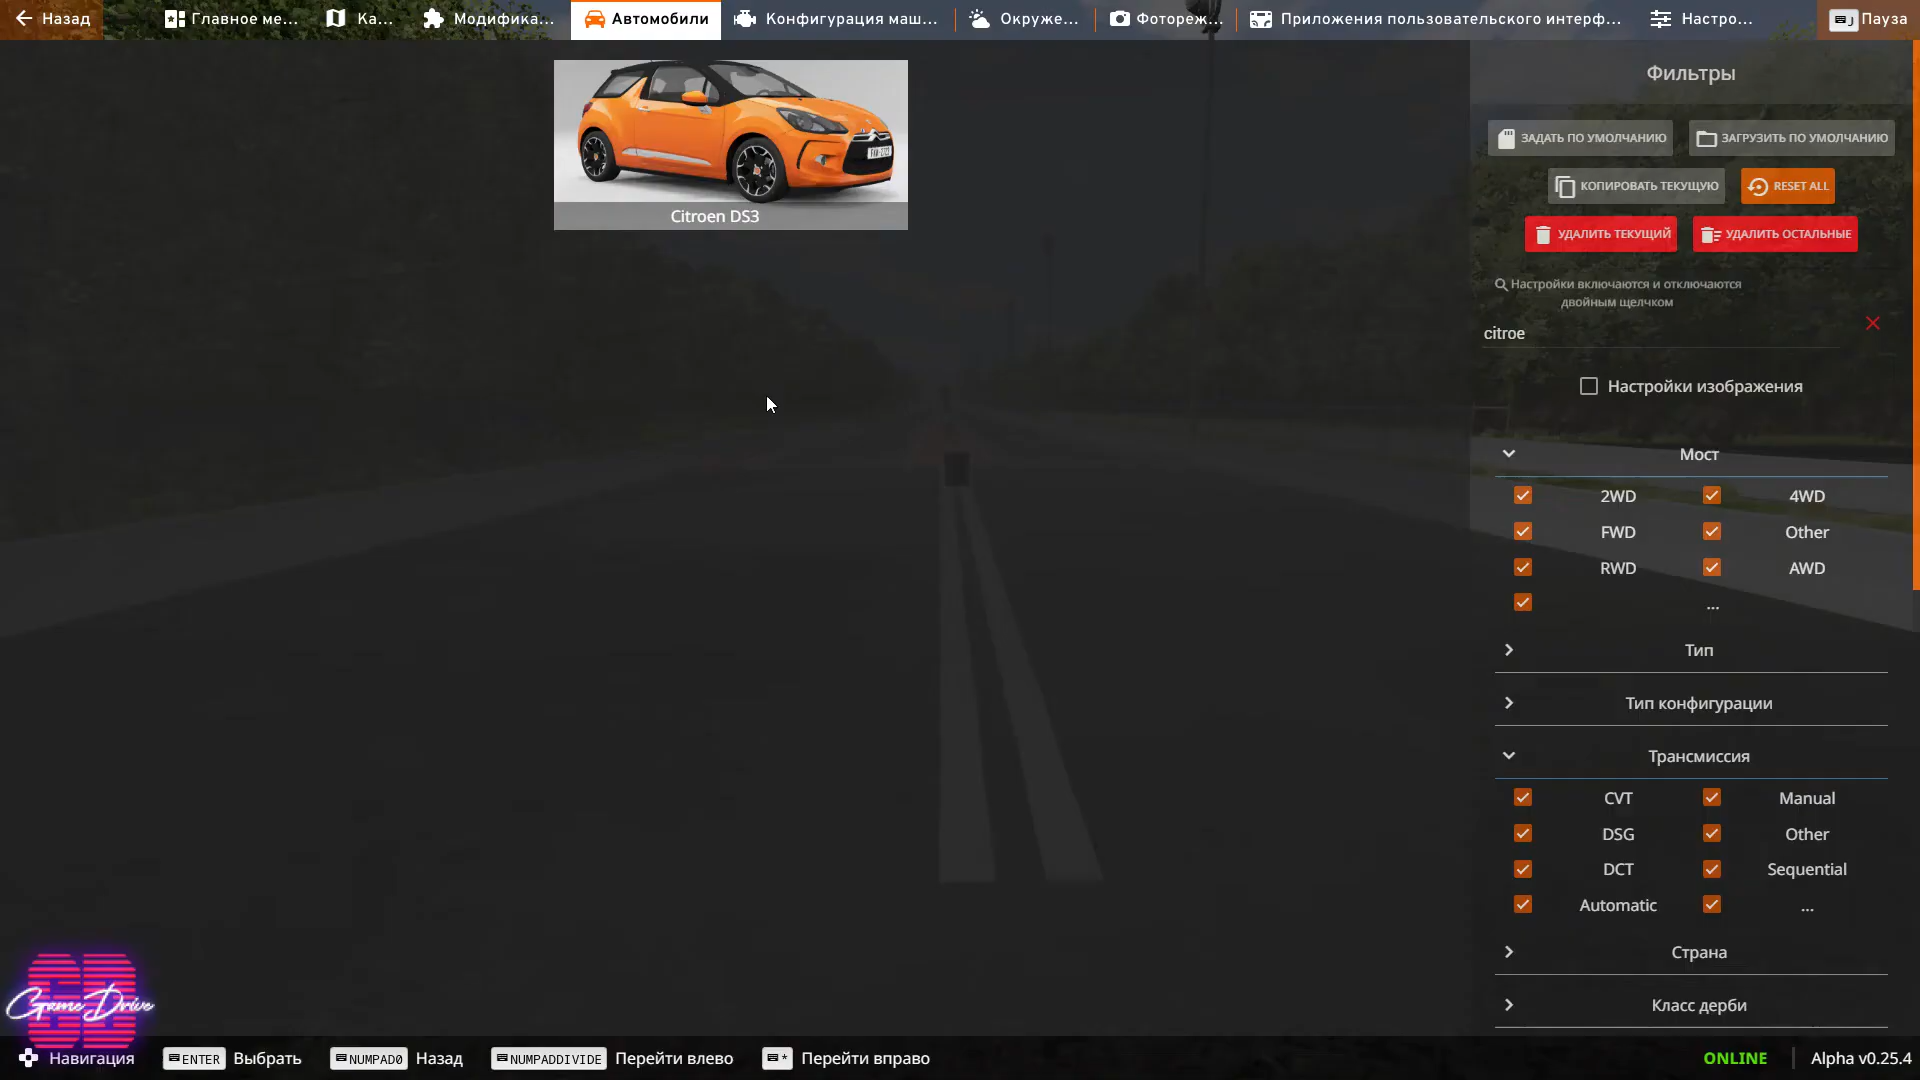 Назад
Главное ме...
Ка...
Модифика...
Автомобили
Конфигурация маш...
Окруже...
Фотореж...
Приложения пользовательского интерф...
Настро...
J Пауза
Citroen DS3
Фильтры
ЗАДАТЬ ПО УМОЛЧАНИЮ
ЗАГРУЗИТЬ ПО УМОЛЧАНИЮ
КОПИРОВАТЬ ТЕКУЩУЮ
RESET ALL
УДАЛИТЬ ТЕКУЩИЙ
УДАЛИТЬ ОСТАЛЬНЫЕ
Настройки включаются и отключаются
двойным щелчком
citroe
Настройки изображения
Мост
2WD
4WD
FWD
Other
RWD
AWD
...
Тип
Тип конфигурации
Трансмиссия
CVT
Manual
DSG
Other
DCT
Sequential
Automatic
...
Страна
Класс дерби
GD
GameDrive
Навигация
ENTER Выбрать
NUMPAD0 Назад
NUMPADDIVIDE Перейти влево
* Перейти вправо
ONLINE
Alpha v0.25.4